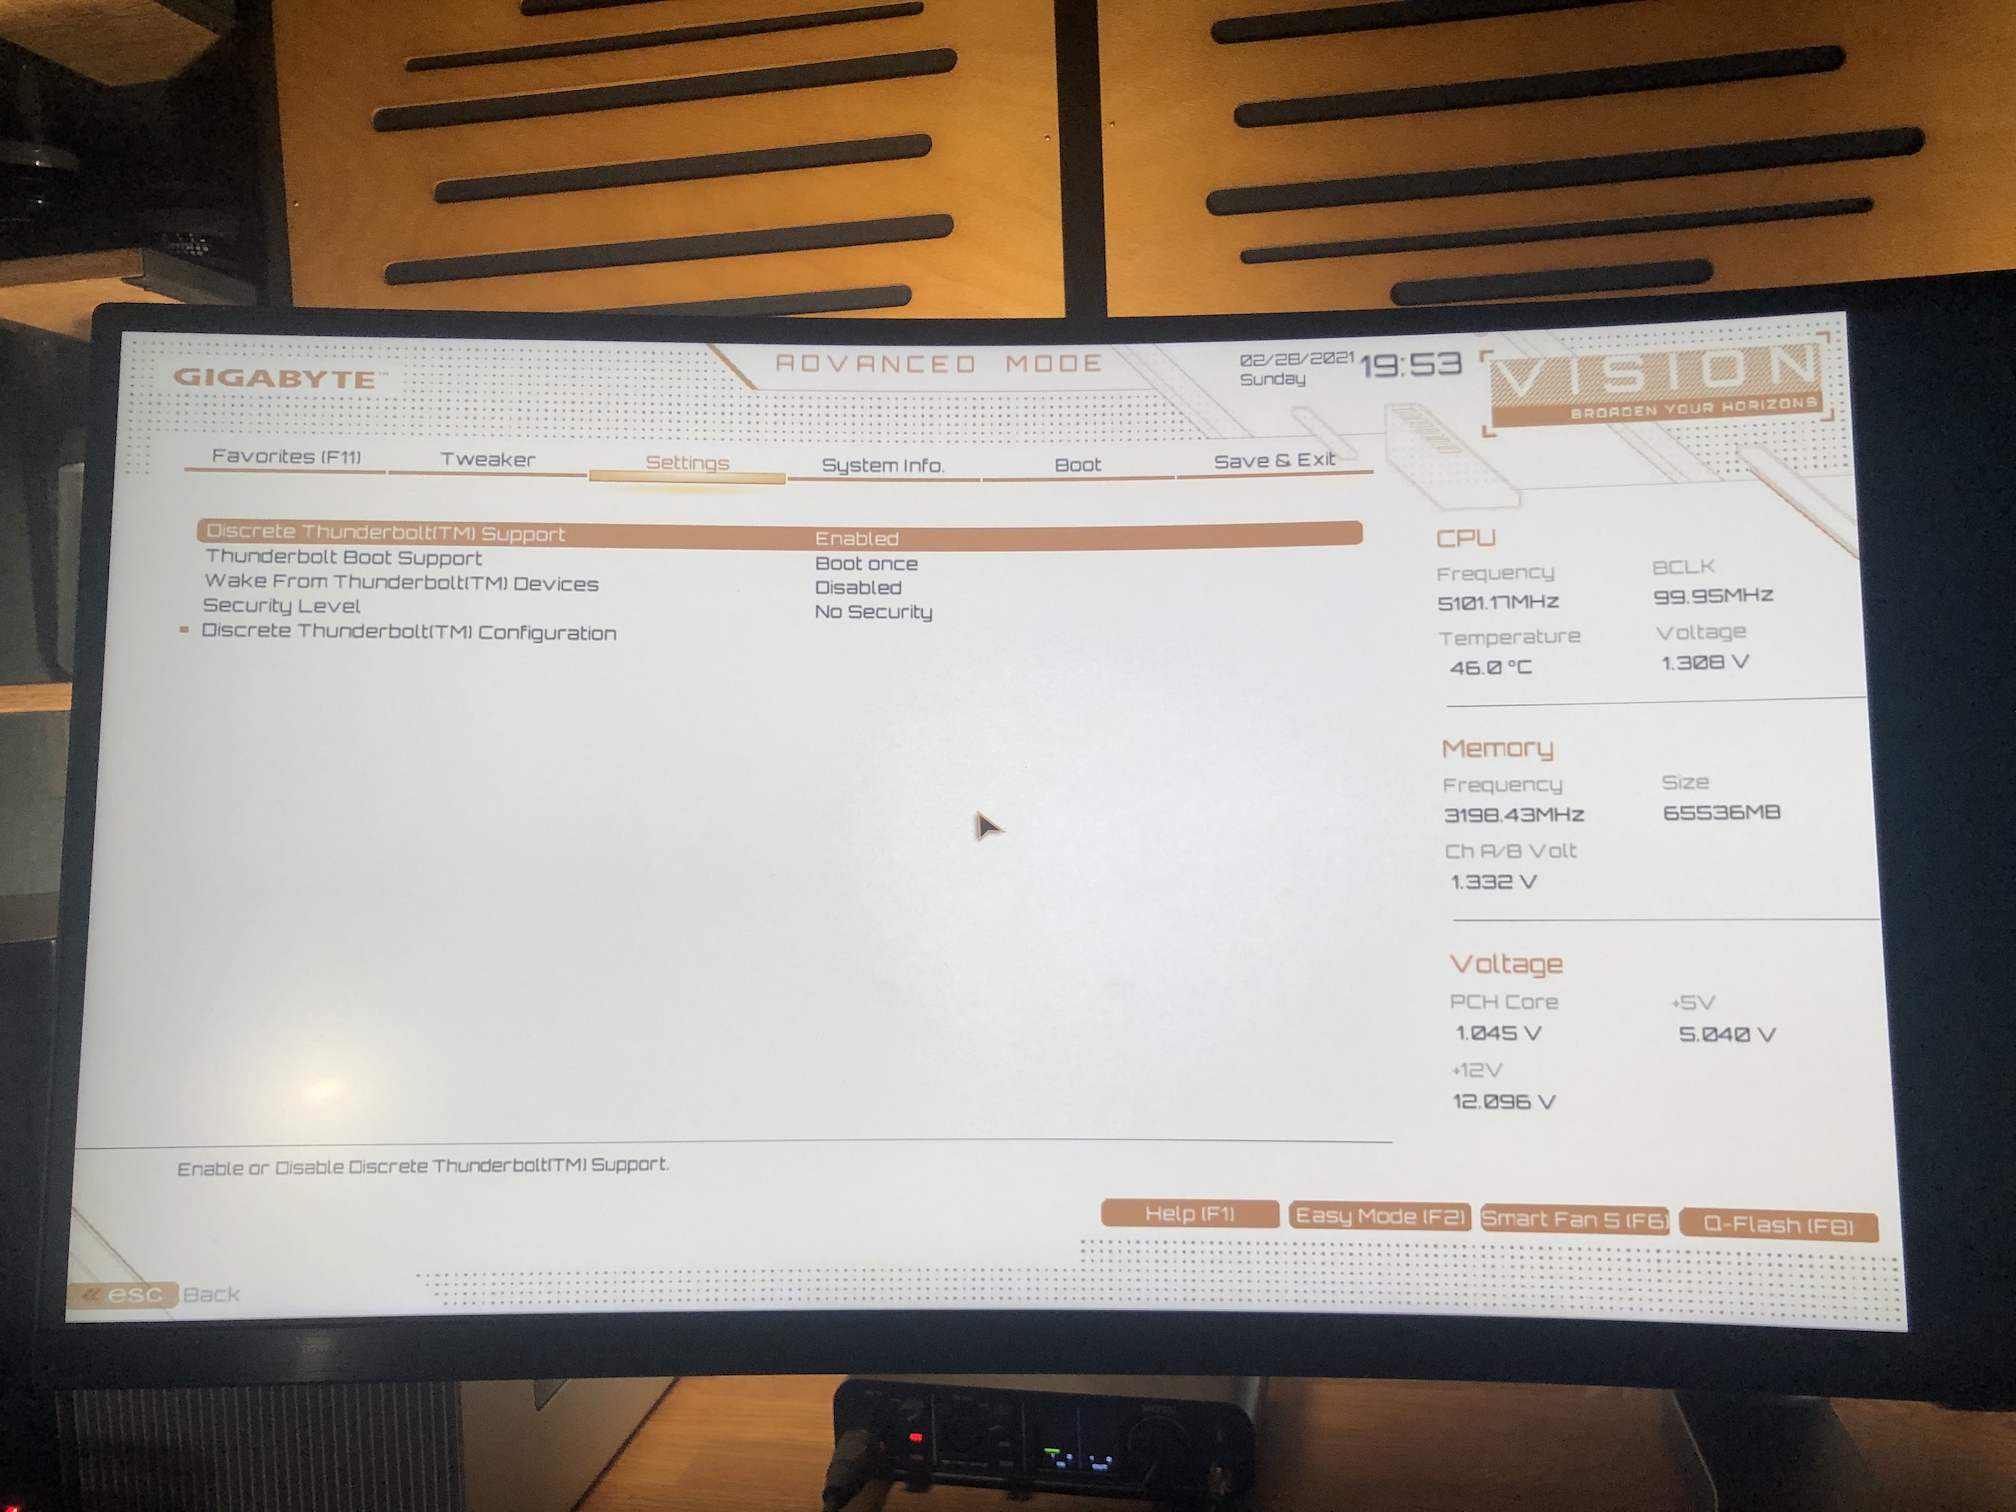 GIGABYTE™
ADVANCED MODE
02/28/2021
Sunday
19:53
VISION
BROADEN YOUR HORIZONS
Favorites (F11)
Tweaker
Settings
System Info.
Boot
Save & Exit
Discrete Thunderbolt(TM) Support Enabled
Thunderbolt Boot Support Boot once
Wake From Thunderbolt(TM) Devices Disabled
Security Level No Security
Discrete Thunderbolt(TM) Configuration
CPU
Frequency BCLK
5101.17MHz 99.95MHz
Temperature Voltage
46.0 °C 1.308 V
Memory
Frequency Size
3198.43MHz 65536MB
Ch A/B Volt
1.332 V
Voltage
PCH Core +5V
1.045 V 5.040 V
+12V
12.096 V
Enable or Disable Discrete Thunderbolt(TM) Support.
Help (F1)
Easy Mode (F2)
Smart Fan 5 (F6)
Q-Flash (F8)
esc Back